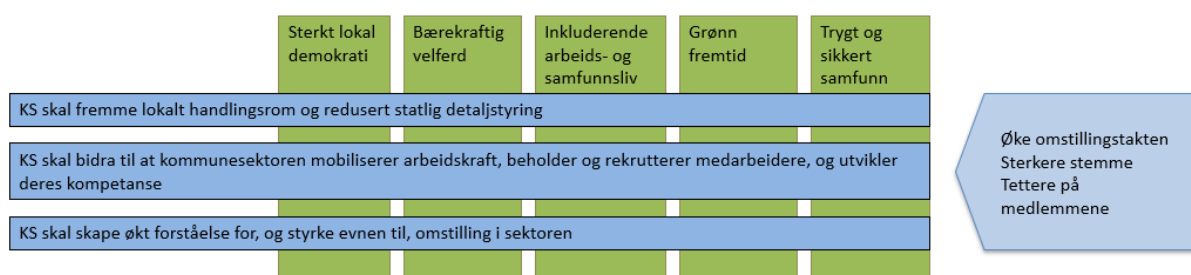 Sterkt lokal
demokrati
Bærekraftig
velferd
Inkluderende
arbeids- og
samfunnsliv
Grønn
fremtid
Trygt og
sikkert
samfunn
KS skal fremme lokalt handlingsrom og redusert statlig detaljstyring
KS skal bidra til at kommunesektoren mobiliserer arbeidskraft, beholder og rekrutterer medarbeidere, og utvikler
deres kompetanse
KS skal skape økt forståelse for, og styrke evnen til, omstilling i sektoren
Øke omstillingstakten
Sterkere stemme
Tettere på
medlemmene